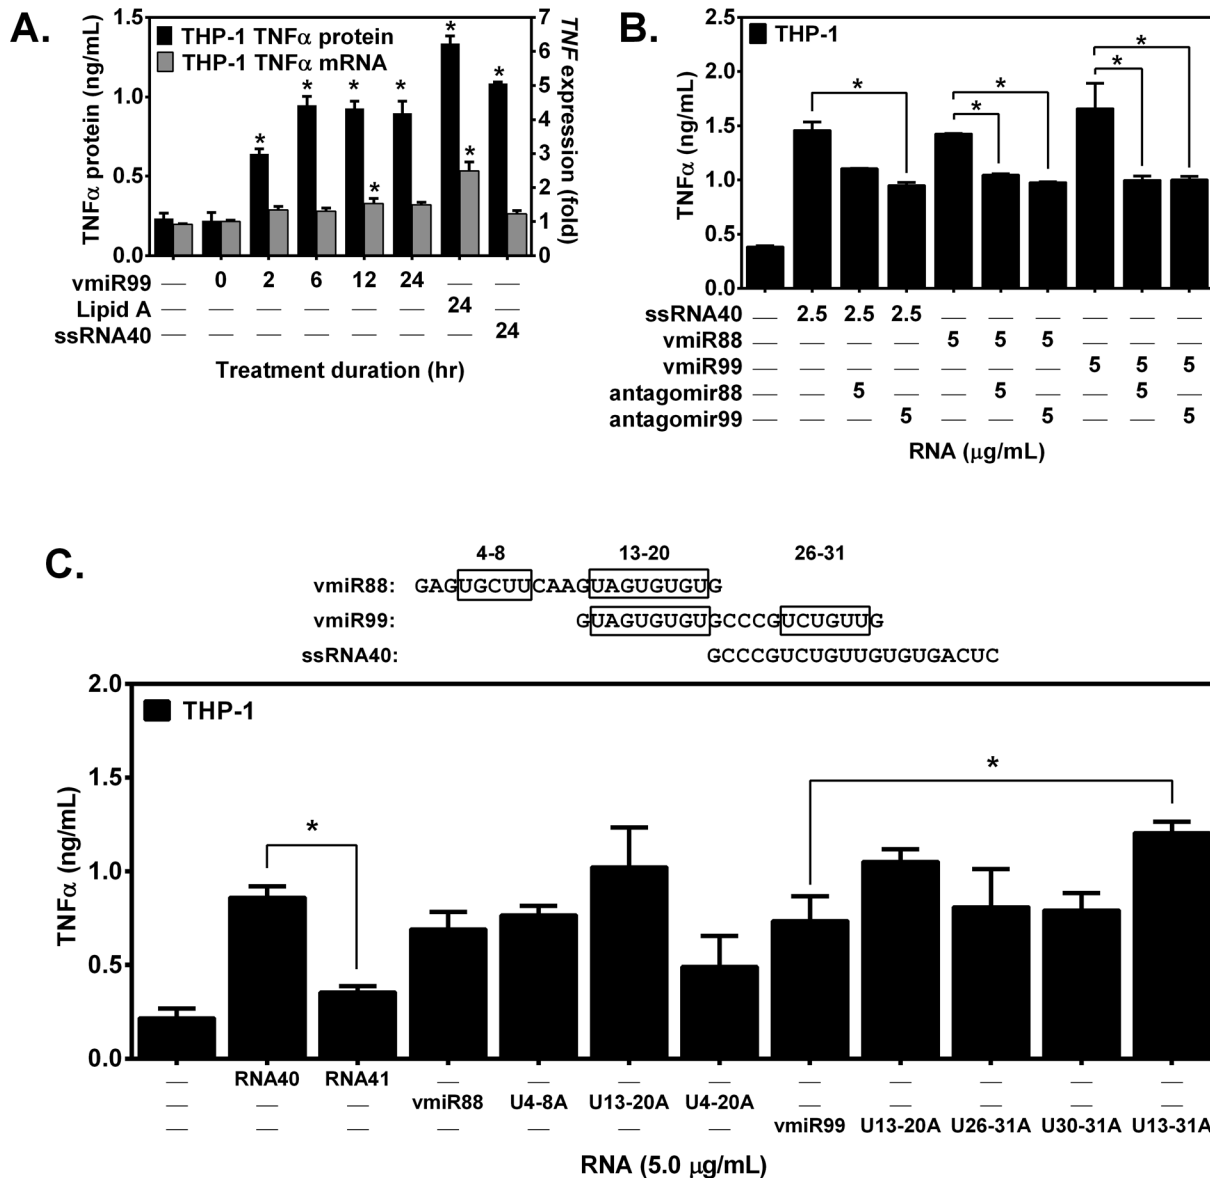 A.
1.5
1.0
0.5
0.0
TNFα protein (ng/mL)
THP-1 TNFα protein
THP-1 TNFα mRNA
* * * * * * * *
7
6
5
4
3
2
1
0
TNF expression (fold)
vmiR99 — 0 2 6 12 24 — —
Lipid A — — — — — — 24 —
ssRNA40 — — — — — — — 24
Treatment duration (hr)
B.
2.5
2.0
1.5
1.0
0.5
0.0
TNFα (ng/mL)
THP-1
* * * * *
ssRNA40 — 2.5 2.5 2.5 — — — — — —
vmiR88 — — — — 5 5 5 — — —
vmiR99 — — — — — — — 5 5 5
antagomir88 — — 5 — — 5 — — 5 —
antagomir99 — — — 5 — — 5 — — 5
RNA (μg/mL)
C.
4-8 13-20 26-31
vmiR88: GAGUGCUUCAAGUAGUGUGUG
vmiR99: GUAGUGUGUGCCCGUCUGUUG
ssRNA40: GCCCGUCUGUUGUGUGACUC
2.0
1.5
1.0
0.5
0.0
TNFα (ng/mL)
THP-1
* *
— RNA40 RNA41 — — — — — — — — —
— — — vmiR88 U4-8A U13-20A U4-20A — — — — —
— — — — — — — vmiR99 U13-20A U26-31A U30-31A U13-31A
RNA (5.0 μg/mL)